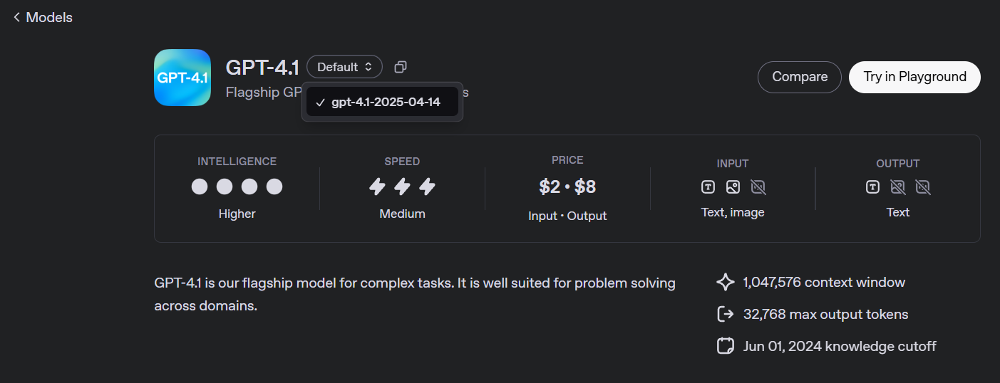 Models
GPT-4.1
GPT-4.1 Default
Flagship GP s
gpt-4.1-2025-04-14
Compare
Try in Playground
INTELLIGENCE
Higher
SPEED
Medium
PRICE
$2 • $8
Input • Output
INPUT
T
Text, image
OUTPUT
T
Text
GPT-4.1 is our flagship model for complex tasks. It is well suited for problem solving
across domains.
1,047,576 context window
32,768 max output tokens
Jun 01, 2024 knowledge cutoff